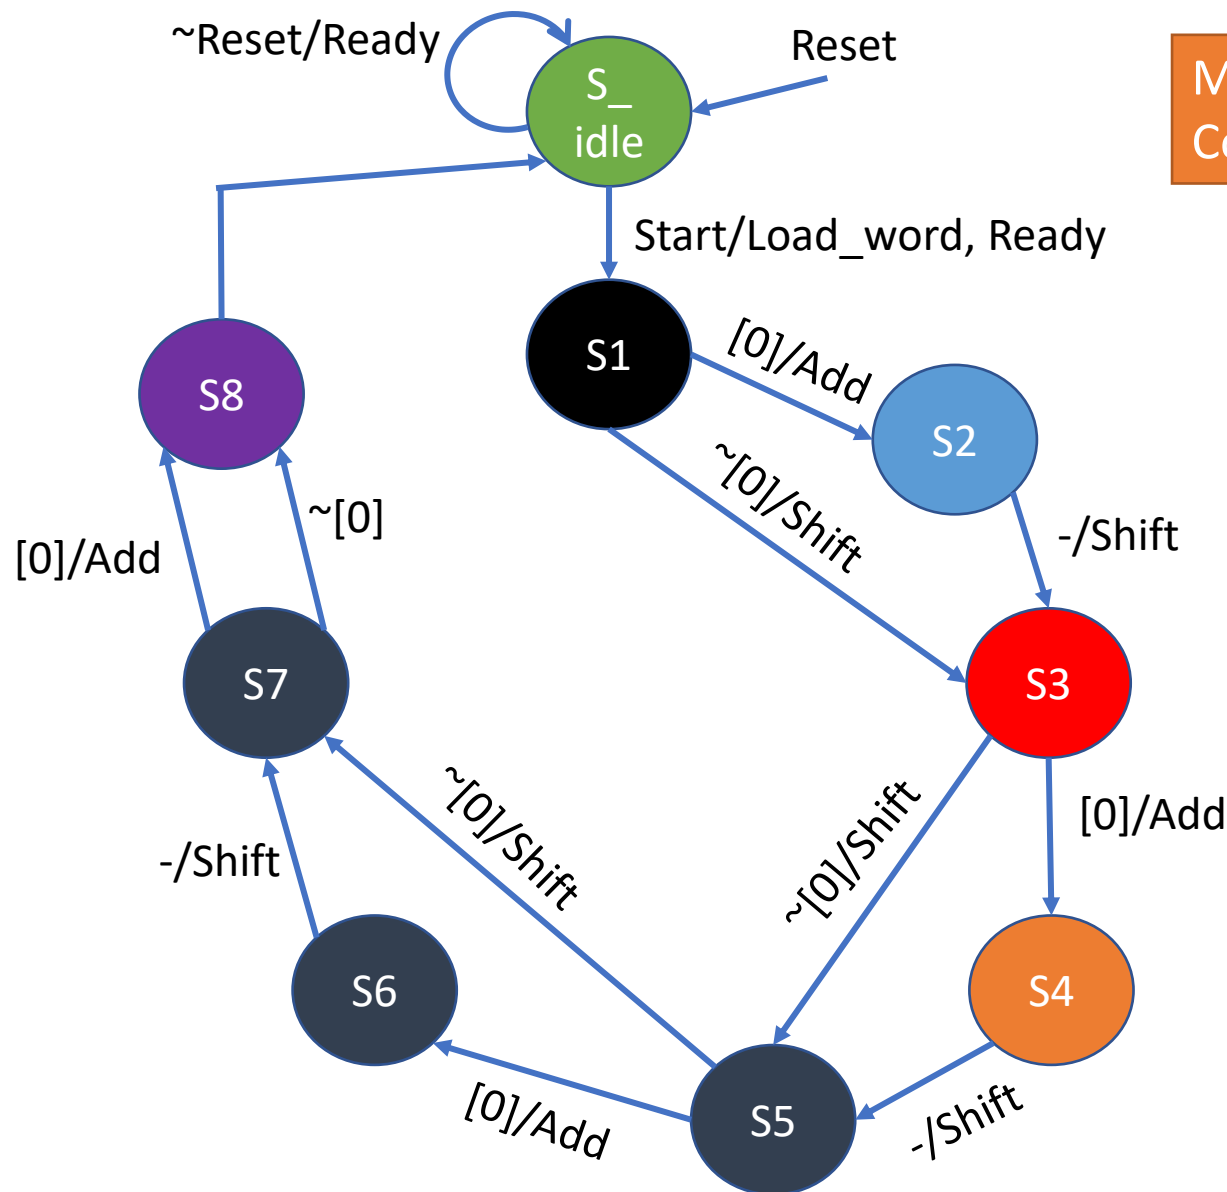 ~Reset/Ready
Reset
S_
idle
Start/Load_word, Ready
S1
[0]/Add
S2
S8
~[0]/Shift
~[0]
[0]/Add
-/Shift
S7
S3
~[0]/Shift
~[0]/Shift
[0]/Add
-/Shift
S6
S4
[0]/Add
-/Shift
S5